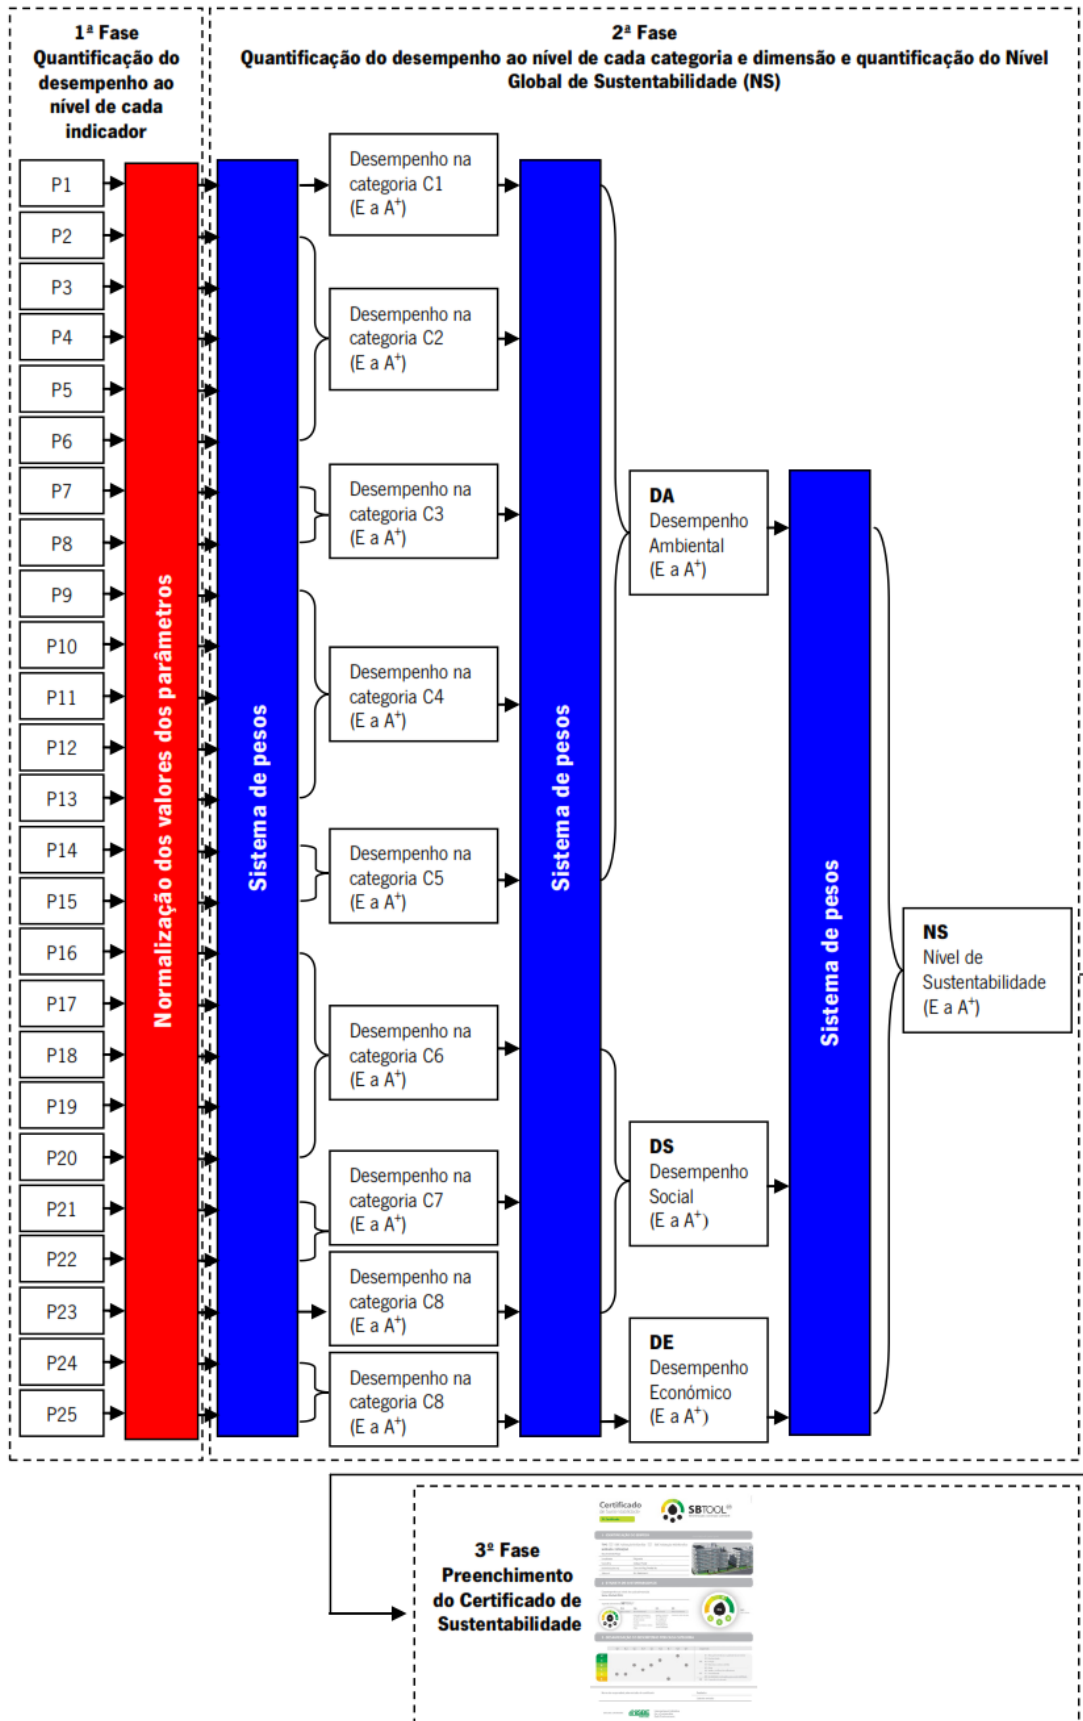 1ª Fase
Quantificação do
desempenho ao
nível de cada
indicador
2ª Fase
Quantificação do desempenho ao nível de cada categoria e dimensão e quantificação do Nível
Global de Sustentabilidade (NS)
P1
P2
P3
P4
P5
P6
P7
P8
P9
P10
P11
P12
P13
P14
P15
P16
P17
P18
P19
P20
P21
P22
P23
P24
P25
Normalização dos valores dos parâmetros
Sistema de pesos
Desempenho na
categoria C1
(E a A⁺)
Desempenho na
categoria C2
(E a A⁺)
Desempenho na
categoria C3
(E a A⁺)
Desempenho na
categoria C4
(E a A⁺)
Desempenho na
categoria C5
(E a A⁺)
Desempenho na
categoria C6
(E a A⁺)
Desempenho na
categoria C7
(E a A⁺)
Desempenho na
categoria C8
(E a A⁺)
Desempenho na
categoria C8
(E a A⁺)
Sistema de pesos
DA
Desempenho
Ambiental
(E a A⁺)
DS
Desempenho
Social
(E a A⁺)
DE
Desempenho
Económico
(E a A⁺)
Sistema de pesos
NS
Nível de
Sustentabilidade
(E a A⁺)
3º Fase
Preenchimento
do Certificado de
Sustentabilidade
Certificado
SBTOOL